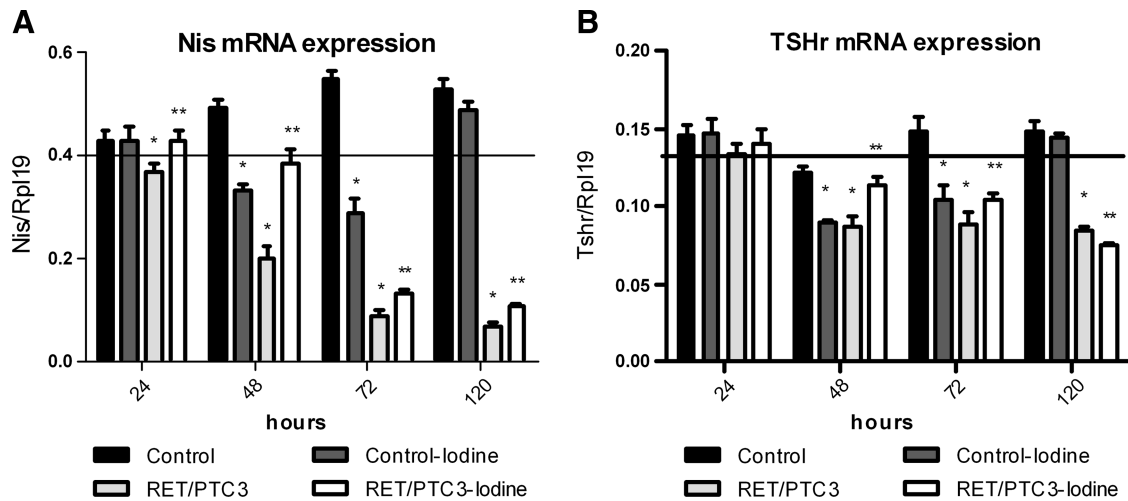 A
Nis mRNA expression
Nis/Rpl19
0.6
0.4
0.2
0.0
* **
* * **
* * **
* **
24 48 72 120
hours
Control Control-Iodine
RET/PTC3 RET/PTC3-Iodine
B
TSHr mRNA expression
Tshr/Rpl19
0.20
0.15
0.10
0.05
0.00
* * **
* * **
* **
24 48 72 120
hours
Control Control-Iodine
RET/PTC3 RET/PTC3-Iodine